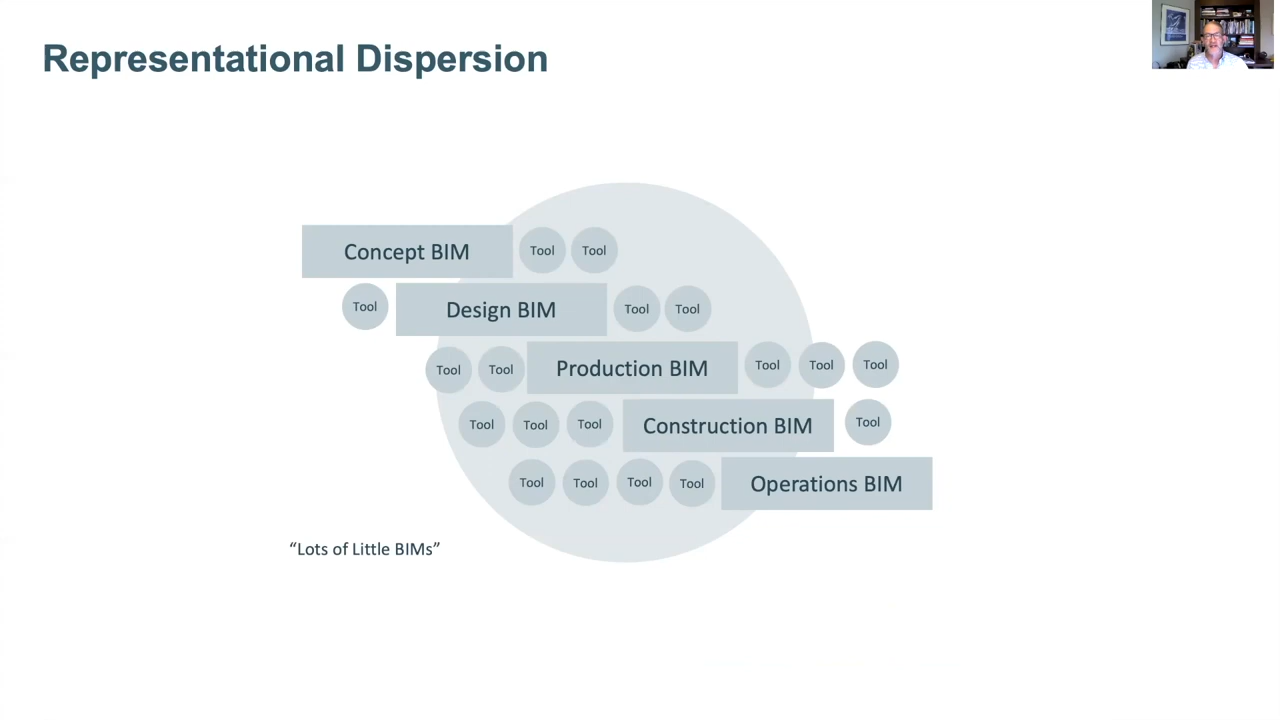 Representational Dispersion
Concept BIM Tool Tool
Tool Design BIM Tool Tool
Tool Tool Production BIM Tool Tool Tool
Tool Tool Tool Construction BIM Tool
Tool Tool Tool Tool Operations BIM
“Lots of Little BIMs”